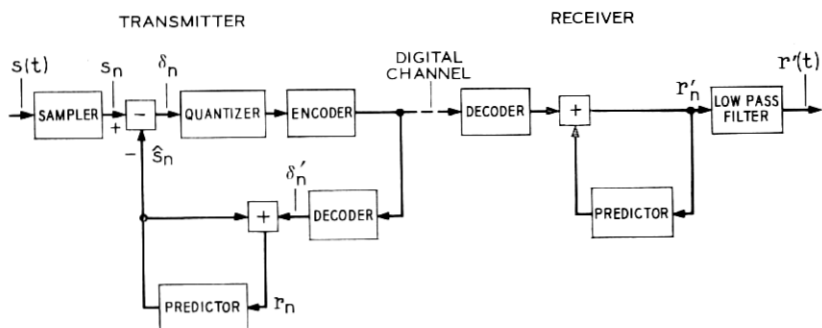 TRANSMITTER
RECEIVER
s(t)
s_n
δ_n
DIGITAL
CHANNEL
r'_n
r'(t)
SAMPLER
+
−
QUANTIZER
ENCODER
DECODER
+
LOW PASS
FILTER
−
ŝ_n
δ'_n
+
DECODER
PREDICTOR
PREDICTOR
r_n